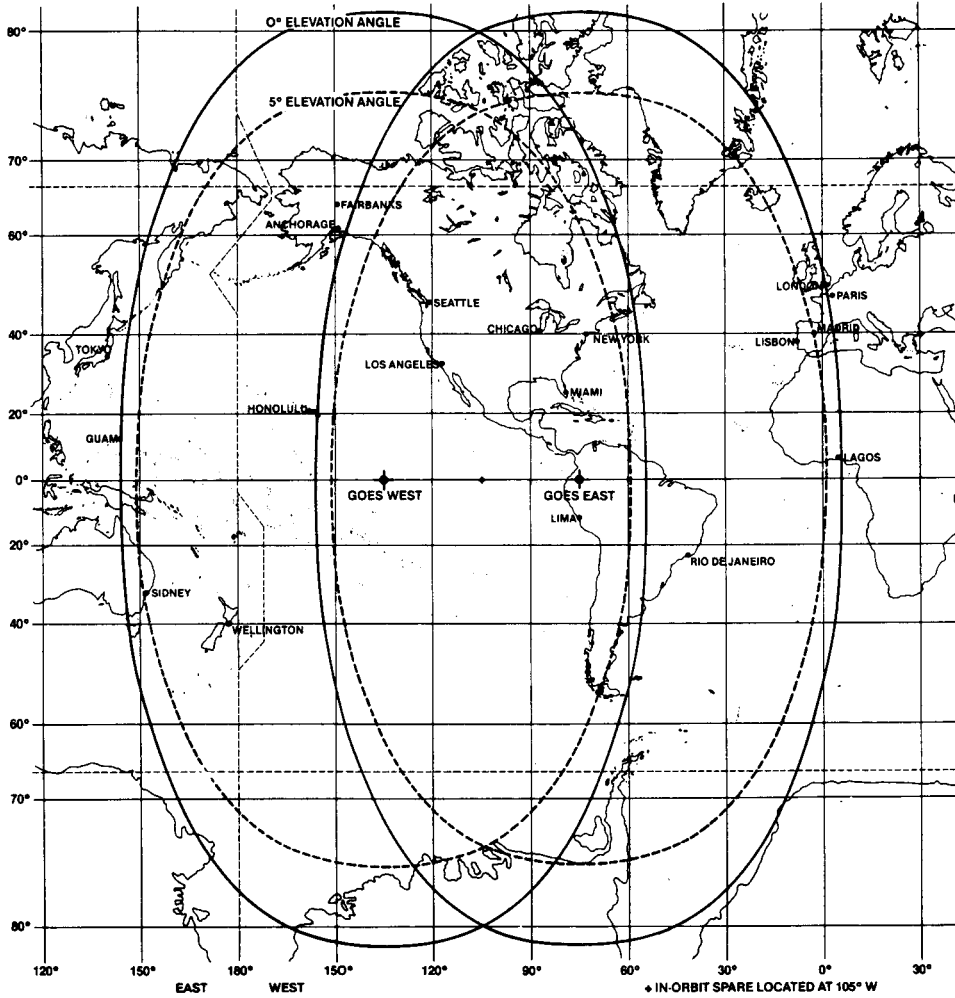 80°
0° ELEVATION ANGLE
5° ELEVATION ANGLE
70°
FAIRBANKS
ANCHORAGE
60°
LONDON
PARIS
SEATTLE
CHICAGO
NEW YORK
MADRID
LISBON
40°
TOKYO
LOS ANGELES
MIAMI
HONOLULU
20°
GUAM
LAGOS
0°
GOES WEST
GOES EAST
LIMA
20°
RIO DE JANEIRO
SIDNEY
WELLINGTON
40°
60°
70°
80°
120° 150° 180° 150° 120° 90° 60° 30° 0° 30°
EAST WEST
+ IN-ORBIT SPARE LOCATED AT 105° W